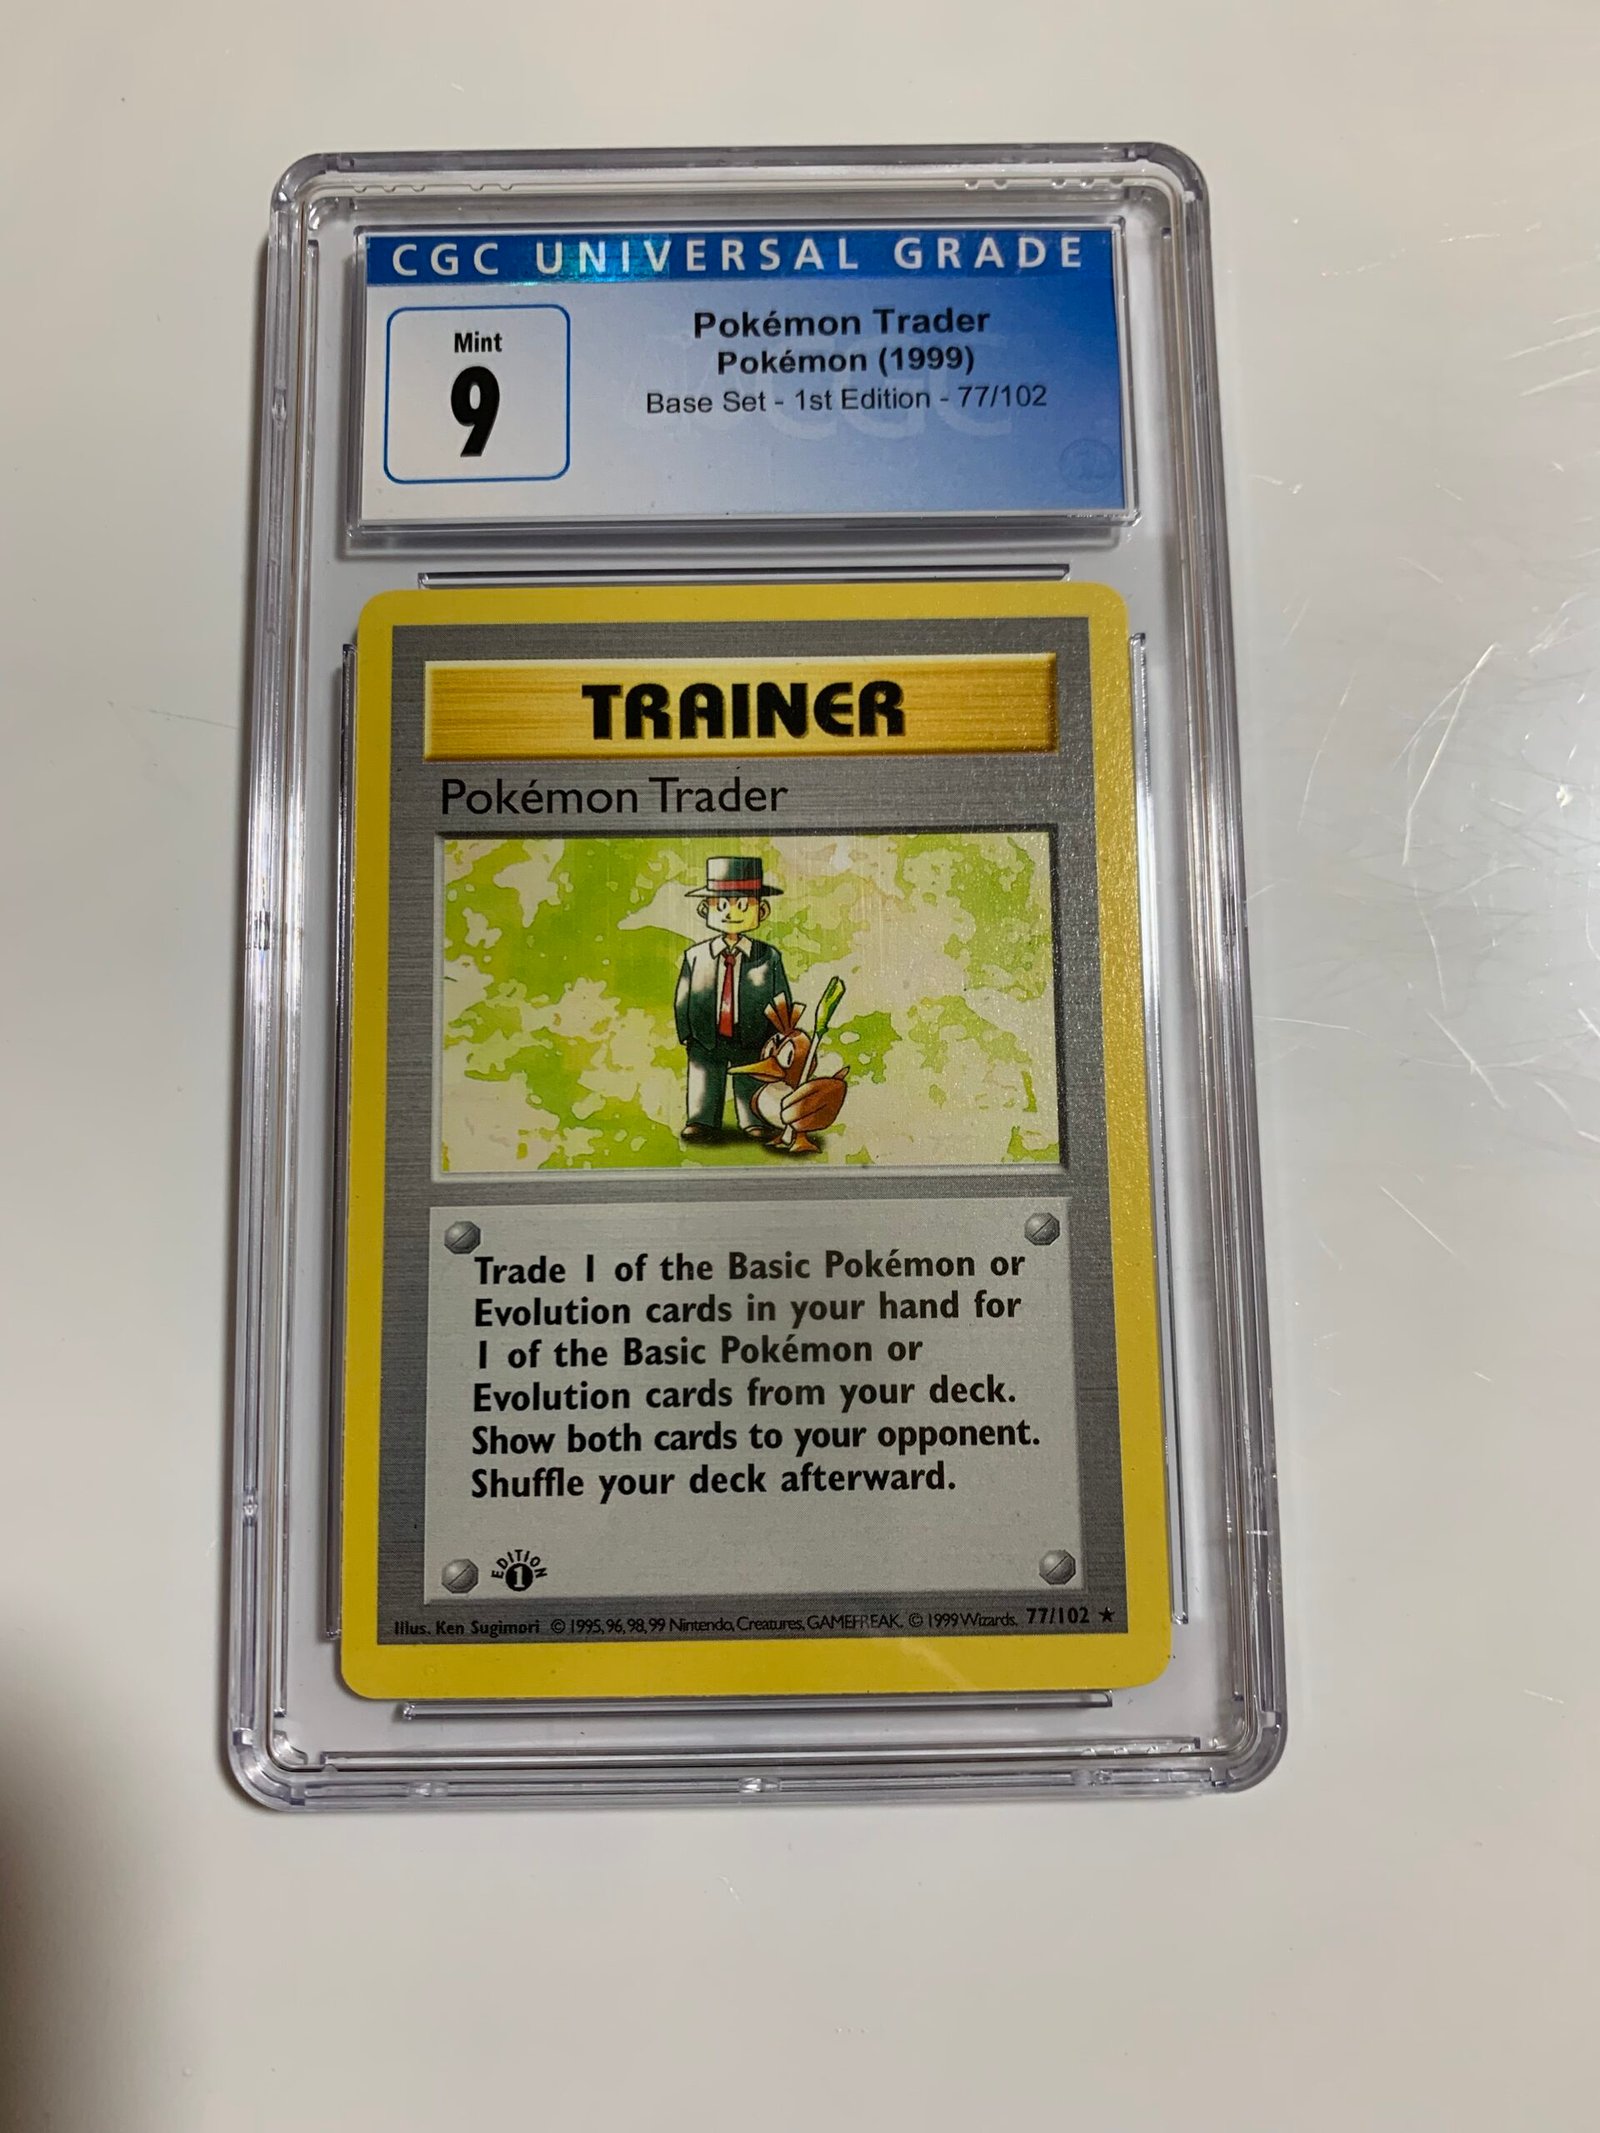 CGC UNIVERSAL GRADE
Mint
9
Pokémon Trader
Pokémon (1999)
Base Set - 1st Edition - 77/102
TRAINER
Pokémon Trader
Trade 1 of the Basic Pokémon or
Evolution cards in your hand for
1 of the Basic Pokémon or
Evolution cards from your deck.
Show both cards to your opponent.
Shuffle your deck afterward.
EDITION
1
Illus. Ken Sugimori © 1995, 96, 98, 99 Nintendo, Creatures, GAMEFREAK. © 1999 Wizards. 77/102 ★